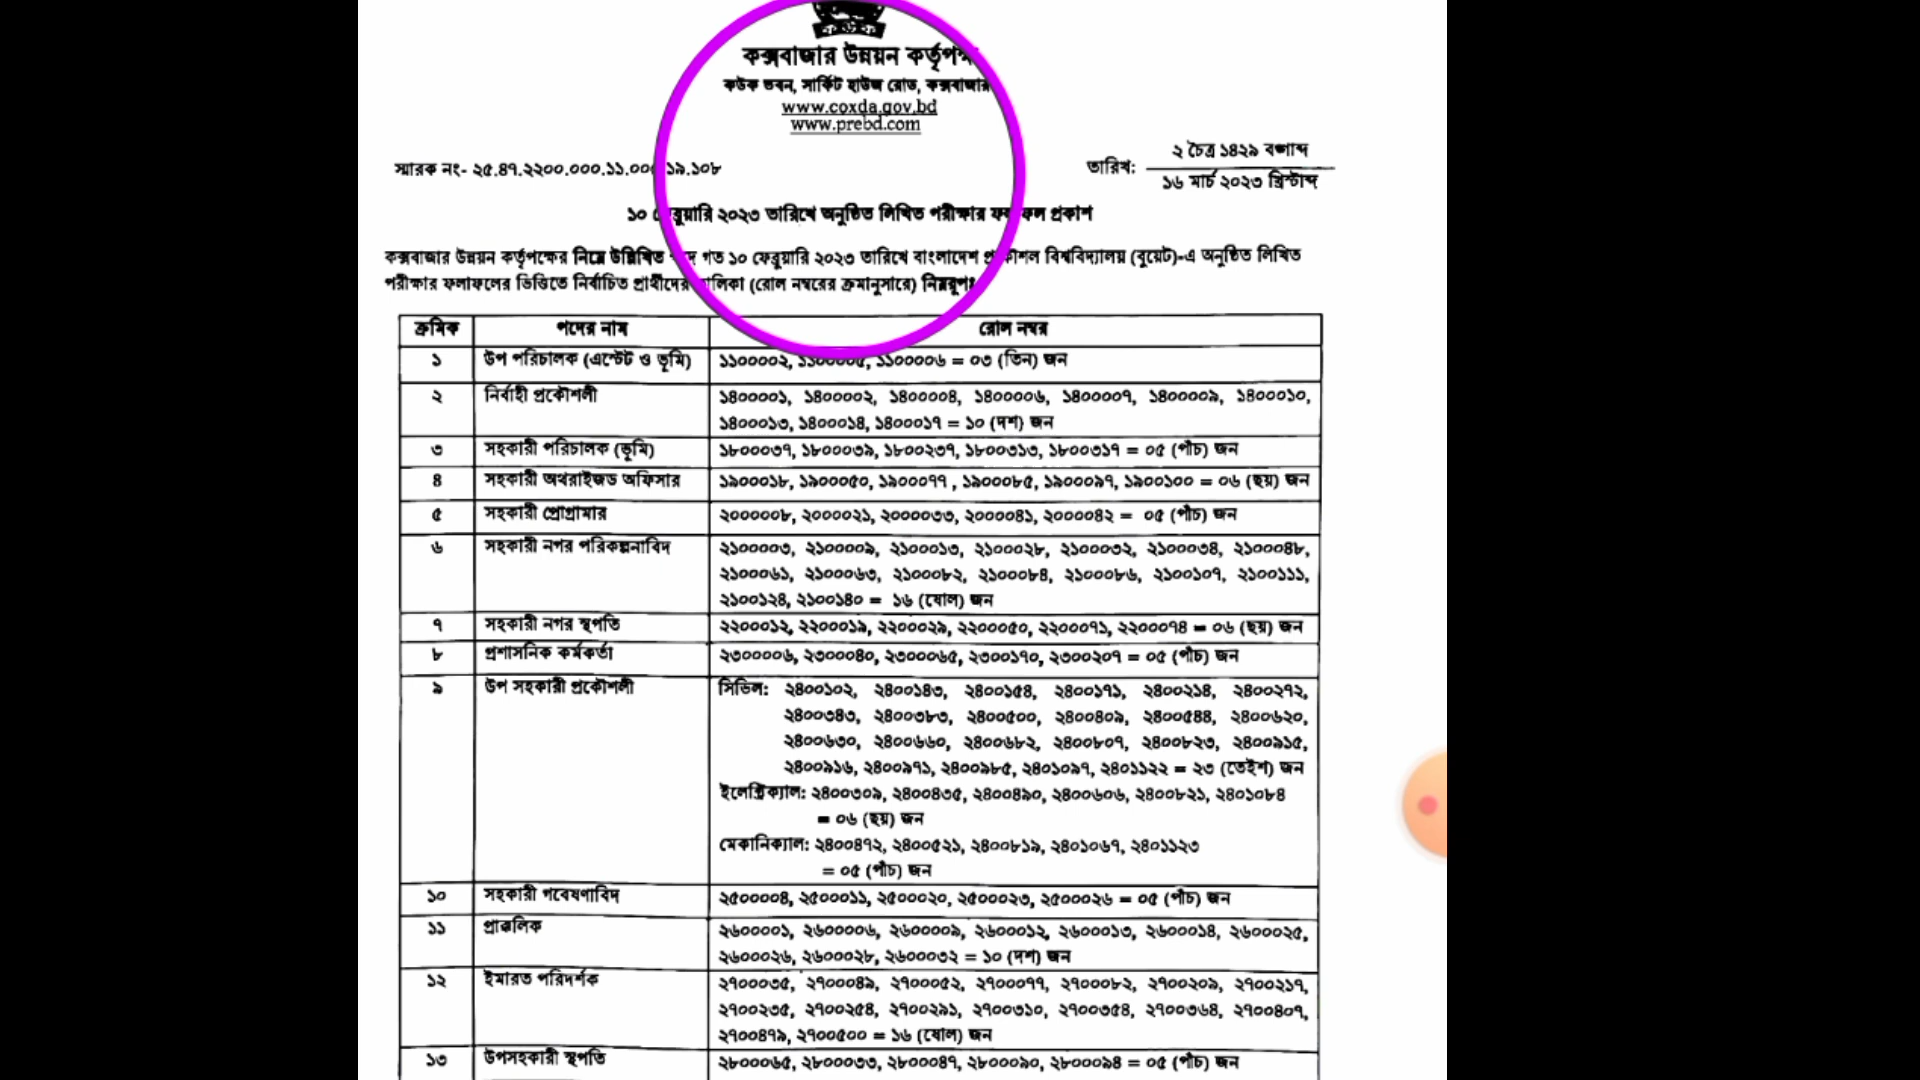 কক্সবাজার উন্নয়ন কর্তৃপক্ষ
কউক ভবন, সার্কিট হাউজ রোড, কক্সবাজার
www.coxda.gov.bd
www.prebd.com
২ চৈত্র ১৪২৯ বঙ্গাব্দ
স্মারক নং- ২৫.৪৭.২২০০.০০০.১১.০০ ১৯.১০৮
তারিখ:
১৬ মার্চ ২০২৩ খ্রিস্টাব্দ
১০ ফেব্রুয়ারি ২০২৩ তারিখে অনুষ্ঠিত লিখিত পরীক্ষার ফলাফল প্রকাশ
কক্সবাজার উন্নয়ন কর্তৃপক্ষের নিম্নে উল্লিখিত পদে গত ১০ ফেব্রুয়ারি ২০২৩ তারিখে বাংলাদেশ প্রকৌশল বিশ্ববিদ্যালয় (বুয়েট)-এ অনুষ্ঠিত লিখিত
পরীক্ষার ফলাফলের ভিত্তিতে নির্বাচিত প্রার্থীদের তালিকা (রোল নম্বরের ক্রমানুসারে) নিম্নরূপঃ
ক্রমিক পদের নাম রোল নম্বর
১ উপ পরিচালক (এস্টেট ও ভূমি) ১১০০০০২, ১১০০০০৫, ১১০০০০৬ = ০৩ (তিন) জন
২ নির্বাহী প্রকৌশলী ১৪০০০০১, ১৪০০০০২, ১৪০০০০৪, ১৪০০০০৬, ১৪০০০০৭, ১৪০০০০৯, ১৪০০০১০,
১৪০০০১৩, ১৪০০০১৪, ১৪০০০১৭ = ১০ (দশ) জন
৩ সহকারী পরিচালক (ভূমি) ১৮০০০৩৭, ১৮০০০৩৯, ১৮০০২৩৭, ১৮০০৩১৩, ১৮০০৩১৭ = ০৫ (পাঁচ) জন
৪ সহকারী অথরাইজড অফিসার ১৯০০০১৮, ১৯০০০৫০, ১৯০০০৭৭ , ১৯০০০৮৫, ১৯০০০৯৭, ১৯০০১০০ = ০৬ (ছয়) জন
৫ সহকারী প্রোগ্রামার ২০০০০০৮, ২০০০০২১, ২০০০০৩৩, ২০০০০৪১, ২০০০০৪২ = ০৫ (পাঁচ) জন
৬ সহকারী নগর পরিকল্পনাবিদ ২১০০০০৩, ২১০০০০৯, ২১০০০১৩, ২১০০০২৮, ২১০০০৩২, ২১০০০৩৪, ২১০০০৪৮,
২১০০০৬১, ২১০০০৬৩, ২১০০০৮২, ২১০০০৮৪, ২১০০০৮৬, ২১০০১০৭, ২১০০১১১,
২১০০১২৪, ২১০০১৪০ = ১৬ (ষোল) জন
৭ সহকারী নগর স্থপতি ২২০০০১২, ২২০০০১৯, ২২০০০২৯, ২২০০০৫০, ২২০০০৭১, ২২০০০৭৪ = ০৬ (ছয়) জন
৮ প্রশাসনিক কর্মকর্তা ২৩০০০০৬, ২৩০০০৪০, ২৩০০০৬৫, ২৩০০১৭০, ২৩০০২০৭ = ০৫ (পাঁচ) জন
৯ উপ সহকারী প্রকৌশলী সিভিল: ২৪০০১০২, ২৪০০১৪৩, ২৪০০১৫৪, ২৪০০১৭১, ২৪০০২১৪, ২৪০০২৭২,
২৪০০৩৪৩, ২৪০০৩৮৩, ২৪০০৫০০, ২৪০০৪০৯, ২৪০০৫৪৪, ২৪০০৬২০,
২৪০০৬৩০, ২৪০০৬৬০, ২৪০০৬৮২, ২৪০০৮০৭, ২৪০০৮২৩, ২৪০০৯১৫,
২৪০০৯১৬, ২৪০০৯৭১, ২৪০০৯৮৫, ২৪০১০৯৭, ২৪০১১২২ = ২৩ (তেইশ) জন
ইলেক্ট্রিক্যাল: ২৪০০৩০৯, ২৪০০৪৩৫, ২৪০০৪৯০, ২৪০০৬০৬, ২৪০০৮২১, ২৪০১০৮৪
= ০৬ (ছয়) জন
মেকানিক্যাল: ২৪০০৪৭২, ২৪০০৫২১, ২৪০০৮১৯, ২৪০১০৬৭, ২৪০১১২৩
= ০৫ (পাঁচ) জন
১০ সহকারী গবেষণাবিদ ২৫০০০০৪, ২৫০০০১১, ২৫০০০২০, ২৫০০০২৩, ২৫০০০২৬ = ০৫ (পাঁচ) জন
১১ প্রাক্কলিক ২৬০০০০১, ২৬০০০০৬, ২৬০০০০৯, ২৬০০০১২, ২৬০০০১৩, ২৬০০০১৪, ২৬০০০২৫,
২৬০০০২৬, ২৬০০০২৮, ২৬০০০৩২ = ১০ (দশ) জন
১২ ইমারত পরিদর্শক ২৭০০০৩৫, ২৭০০০৪৯, ২৭০০০৫২, ২৭০০০৭৭, ২৭০০০৮২, ২৭০০২০৯, ২৭০০২১৭,
২৭০০২৩৫, ২৭০০২৫৪, ২৭০০২৯১, ২৭০০৩১০, ২৭০০৩৫৪, ২৭০০৩৬৪, ২৭০০৪০৭,
২৭০০৪৭৯, ২৭০০৫০০ = ১৬ (ষোল) জন
১৩ উপসহকারী স্থপতি ২৮০০০৬৫, ২৮০০০৩৩, ২৮০০০৪৭, ২৮০০০৯০, ২৮০০০৯৪ = ০৫ (পাঁচ) জন